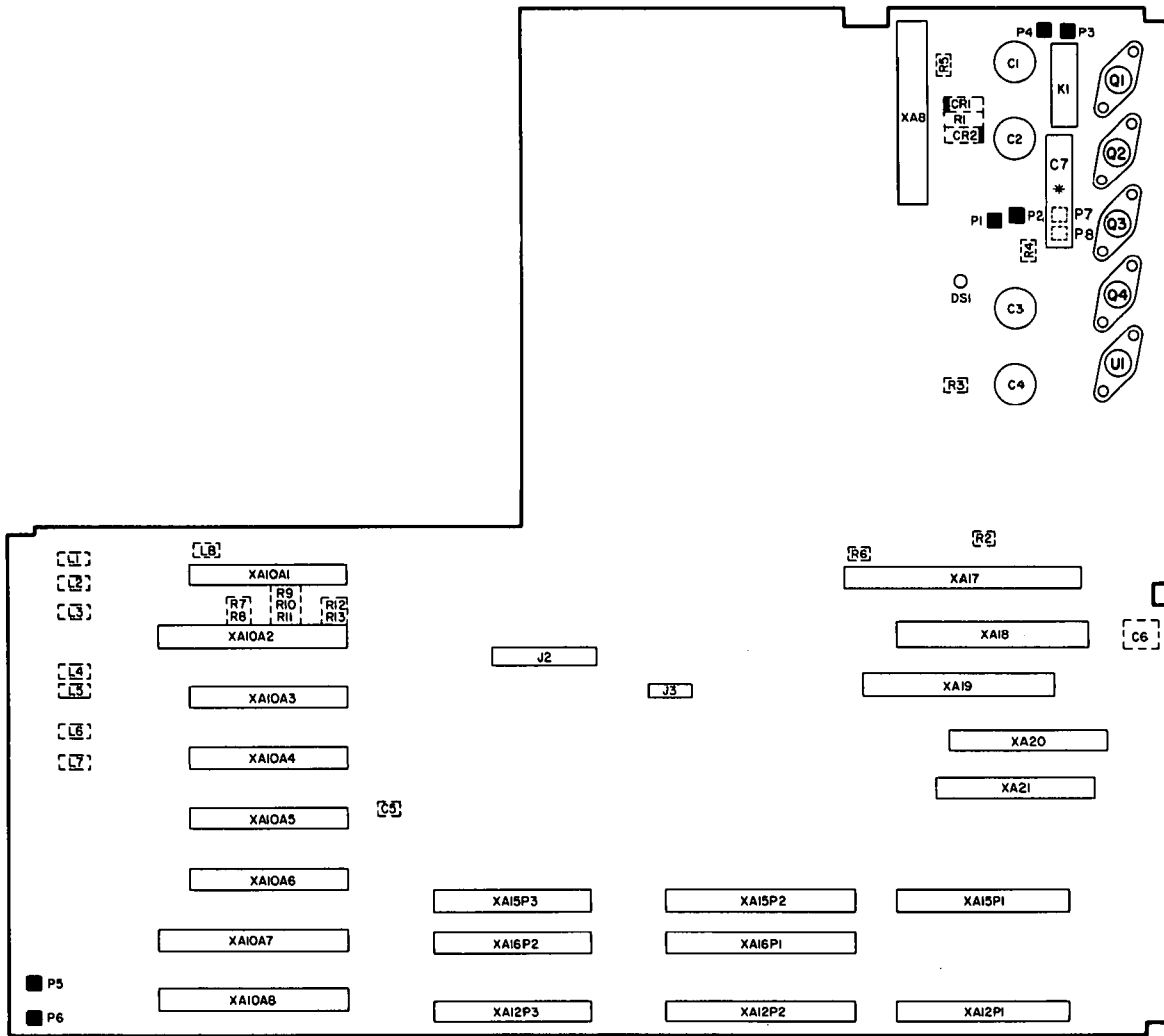 P4 P3
R5
C1
Q1
K1
CR1
XA8
R1
CR2
C2
Q2
C7
*
P1 P2 P7
P8
Q3
R4
DS1
C3
Q4
R3
C4
U1
L1
L8
R2
R6
L2
XA10A1
XA17
L3
R7
R8
R9
R10
R11
R12
R13
XA10A2
XA18
C6
J2
L4
L5
XA10A3
J3
XA19
L6
XA10A4
XA20
L7
XA21
C5
XA10A5
XA10A6
XA15P3 XA15P2 XA15P1
XA10A7
XA16P2 XA16P1
P5
XA10A8
P6
XA12P3 XA12P2 XA12P1